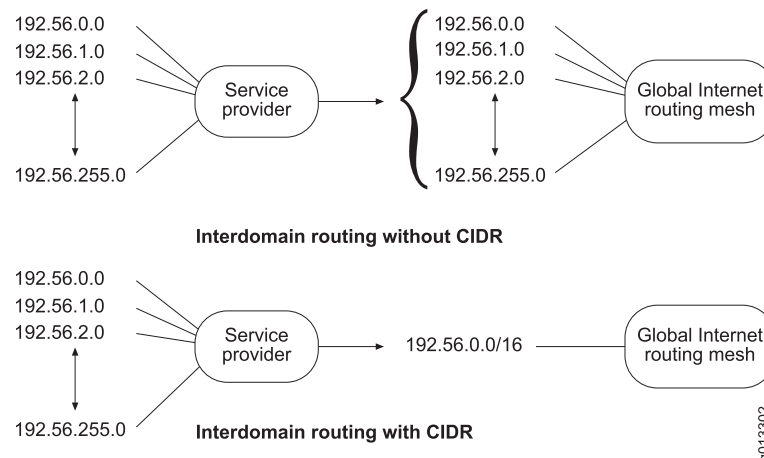 192.56.0.0
192.56.1.0
192.56.2.0
192.56.255.0
Service
provider
192.56.0.0
192.56.1.0
192.56.2.0
192.56.255.0
Global Internet
routing mesh
Interdomain routing without CIDR
192.56.0.0
192.56.1.0
192.56.2.0
192.56.255.0
Service
provider
192.56.0.0/16
Global Internet
routing mesh
Interdomain routing with CIDR
g013302